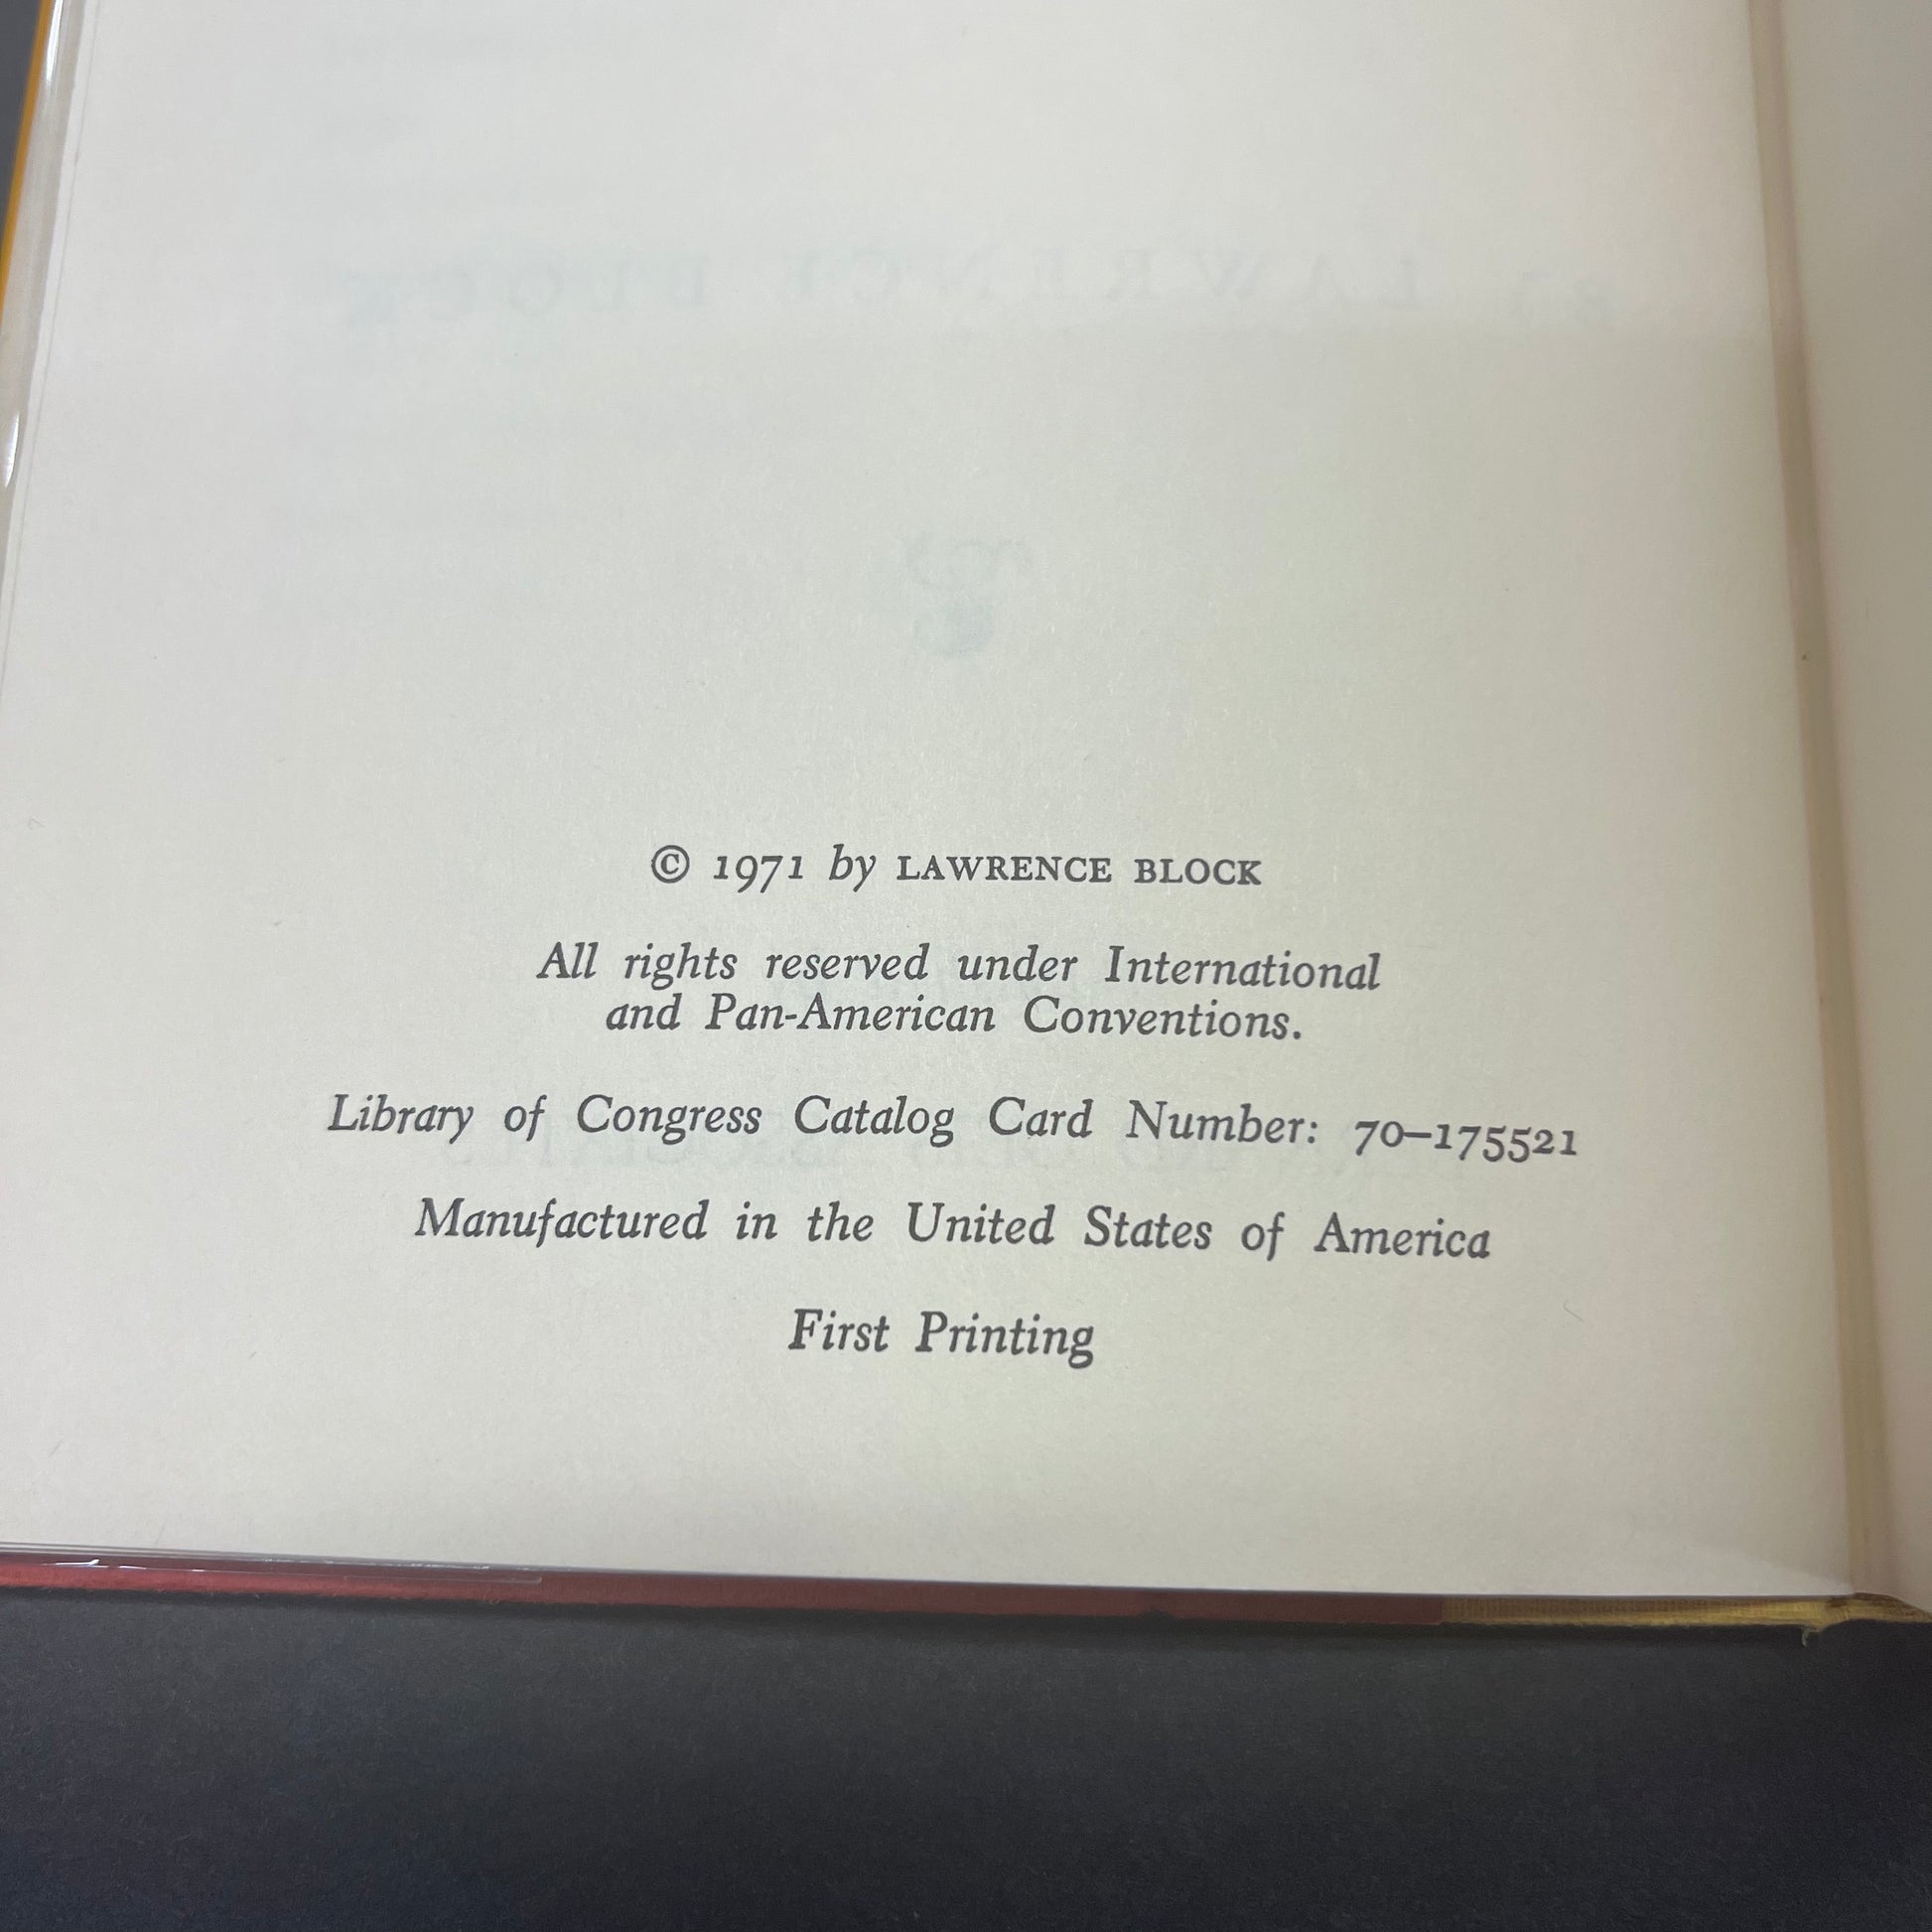 © 1971 by LAWRENCE BLOCK
All rights reserved under International
and Pan-American Conventions.
Library of Congress Catalog Card Number: 70–175521
Manufactured in the United States of America
First Printing